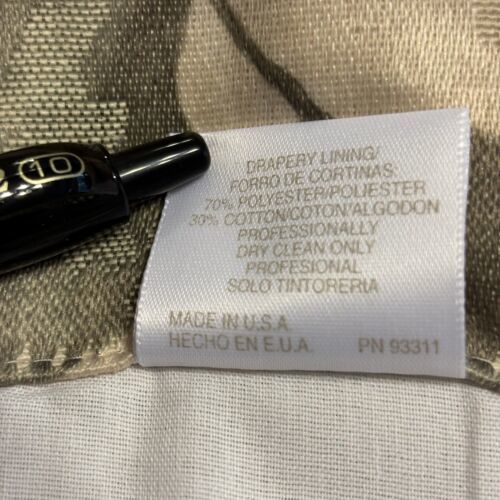 10
DRAPERY LINING/
FORRO DE CORTINAS:
70% POLYESTER/POLIESTER
30% COTTON/COTON/ALGODON
PROFESSIONALLY
DRY CLEAN ONLY
PROFESIONAL
SOLO TINTORERIA
MADE IN U.S.A.
HECHO EN E.U.A. PN 93311